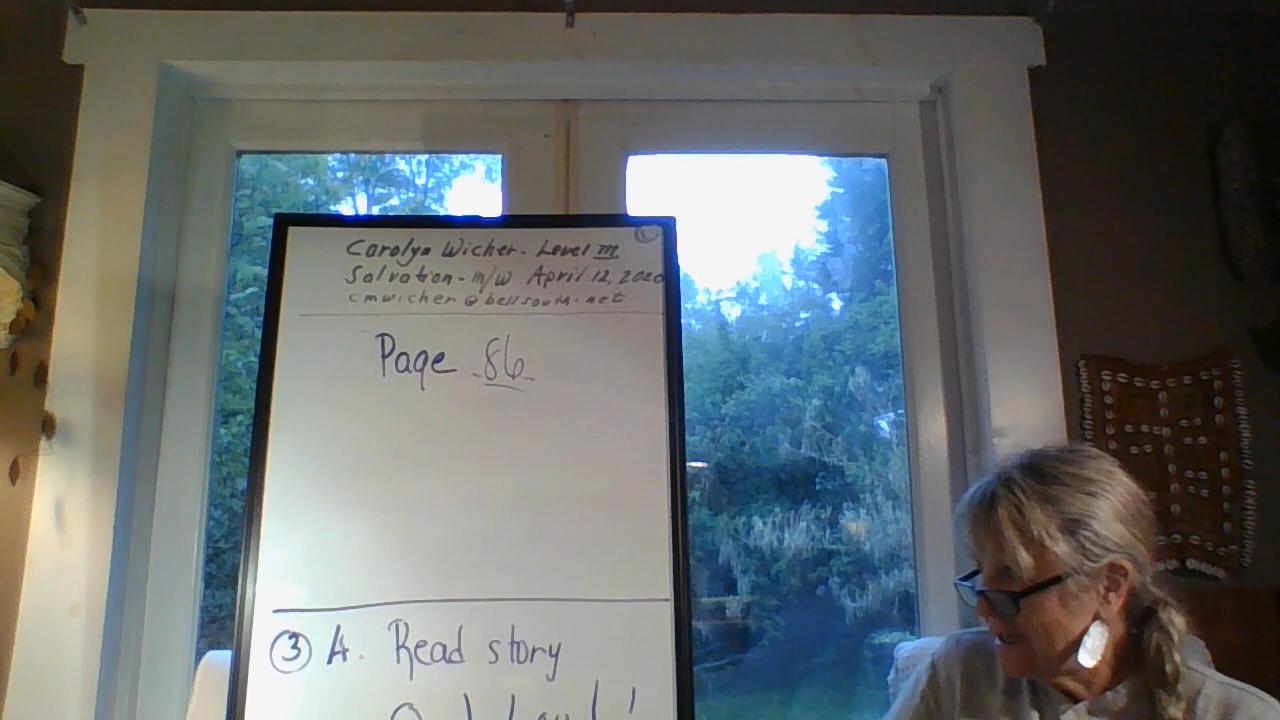 Carolyn Wicher - Level III
Salvation - m/w April 12, 2020
cmwicher@bellsouth.net
Page 86
③ A. Read story